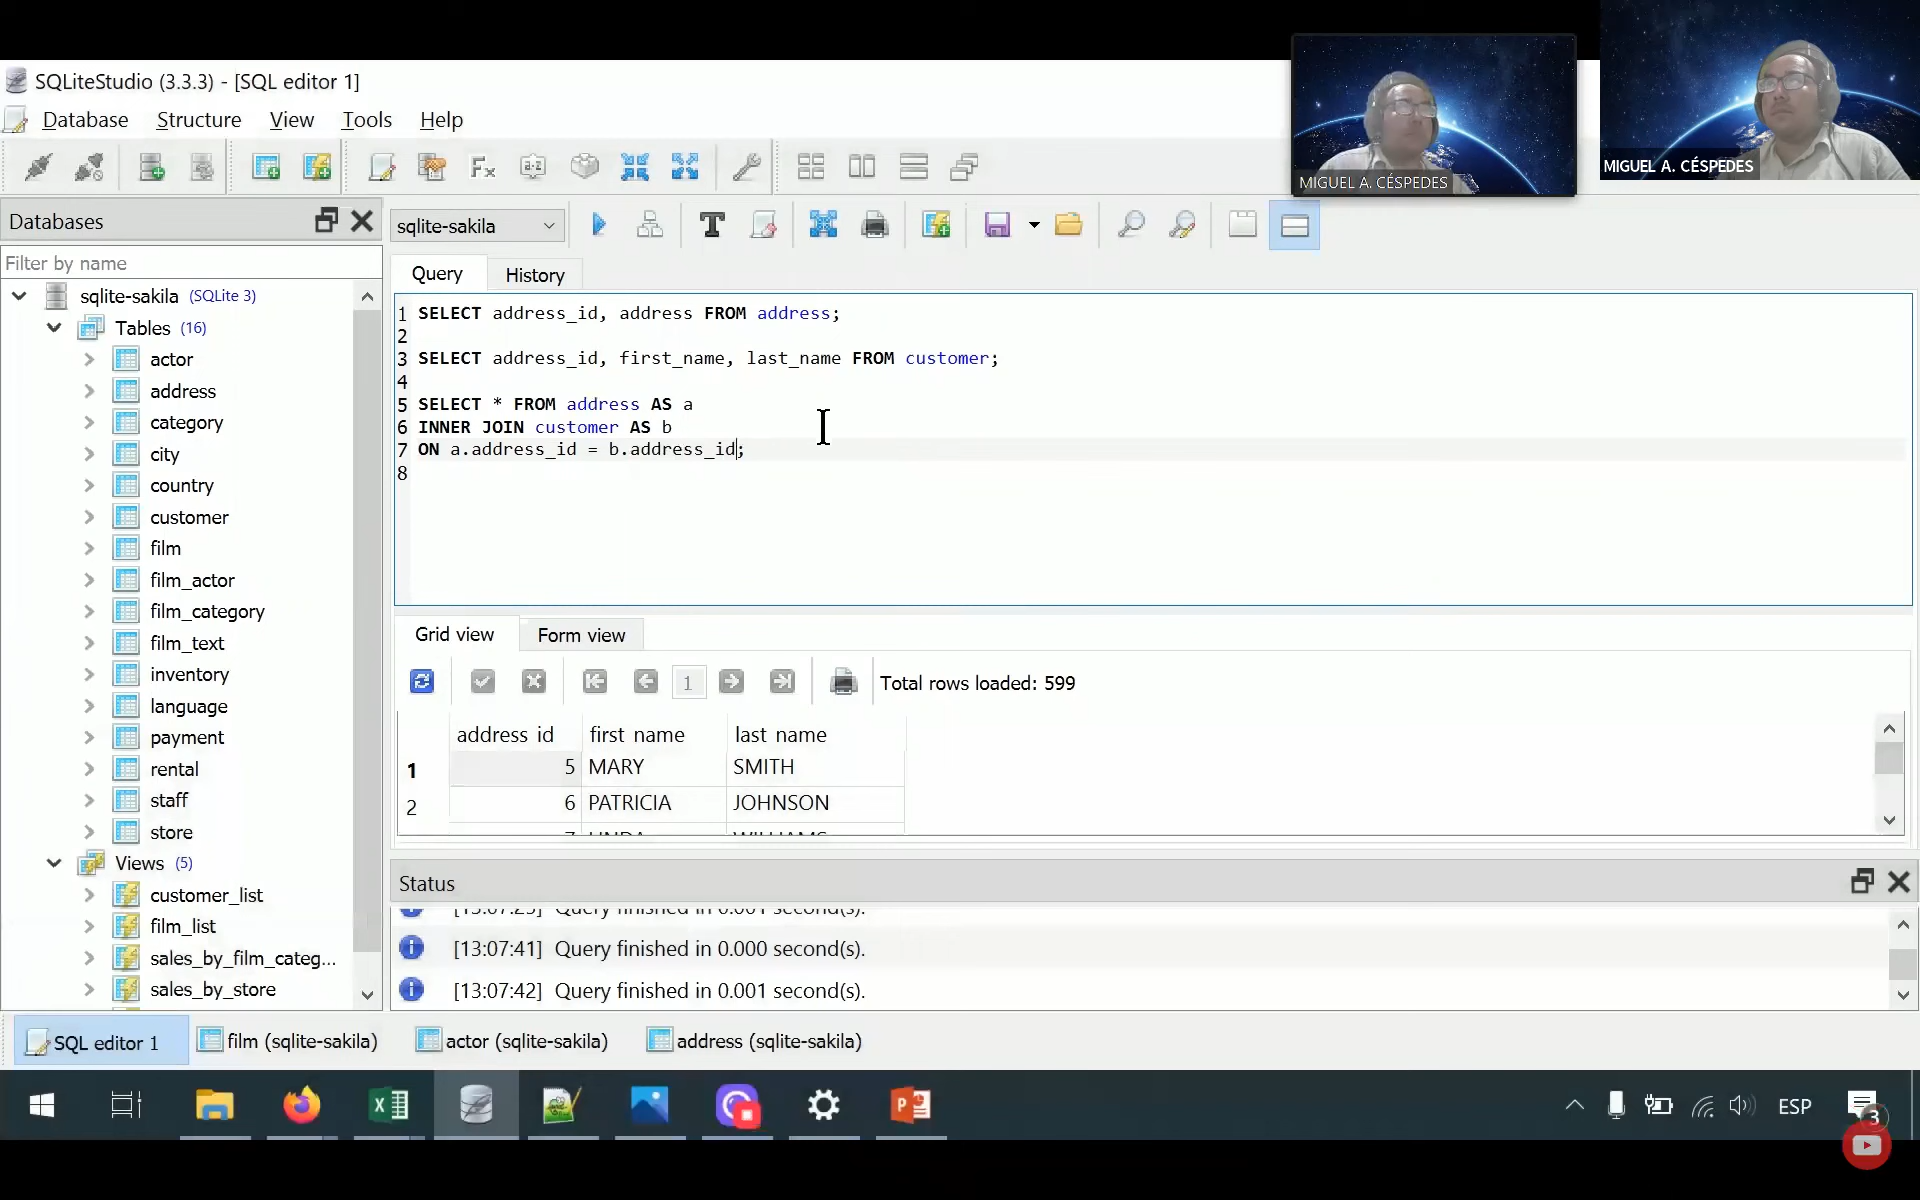 SQLiteStudio (3.3.3) - [SQL editor 1]
MIGUEL A. CÉSPEDES
MIGUEL A. CÉSPEDES
Database Structure View Tools Help
Databases
sqlite-sakila
Filter by name
Query History
sqlite-sakila (SQLite 3)
Tables (16)
actor
address
category
city
country
customer
film
film_actor
film_category
film_text
inventory
language
payment
rental
staff
store
Views (5)
customer_list
film_list
sales_by_film_categ...
sales_by_store
1 SELECT address_id, address FROM address;
2
3 SELECT address_id, first_name, last_name FROM customer;
4
5 SELECT * FROM address AS a
6 INNER JOIN customer AS b
7 ON a.address_id = b.address_id;
8
Grid view Form view
1 Total rows loaded: 599
address id first name last name
1 5 MARY SMITH
2 6 PATRICIA JOHNSON
Status
[13:07:41] Query finished in 0.000 second(s).
[13:07:42] Query finished in 0.001 second(s).
SQL editor 1 film (sqlite-sakila) actor (sqlite-sakila) address (sqlite-sakila)
ESP
3